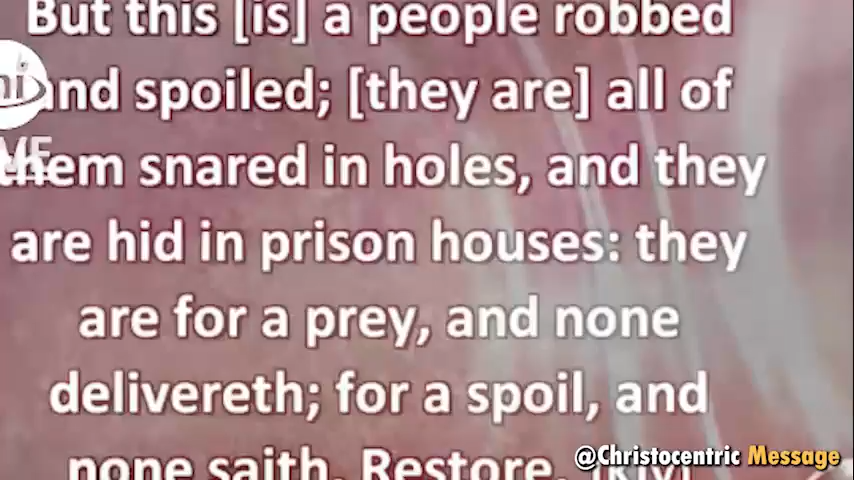 But this [is] a people robbed
and spoiled; [they are] all of
them snared in holes, and they
are hid in prison houses: they
are for a prey, and none
delivereth; for a spoil, and
none saith, Restore. (KJV)
@Christocentric Message